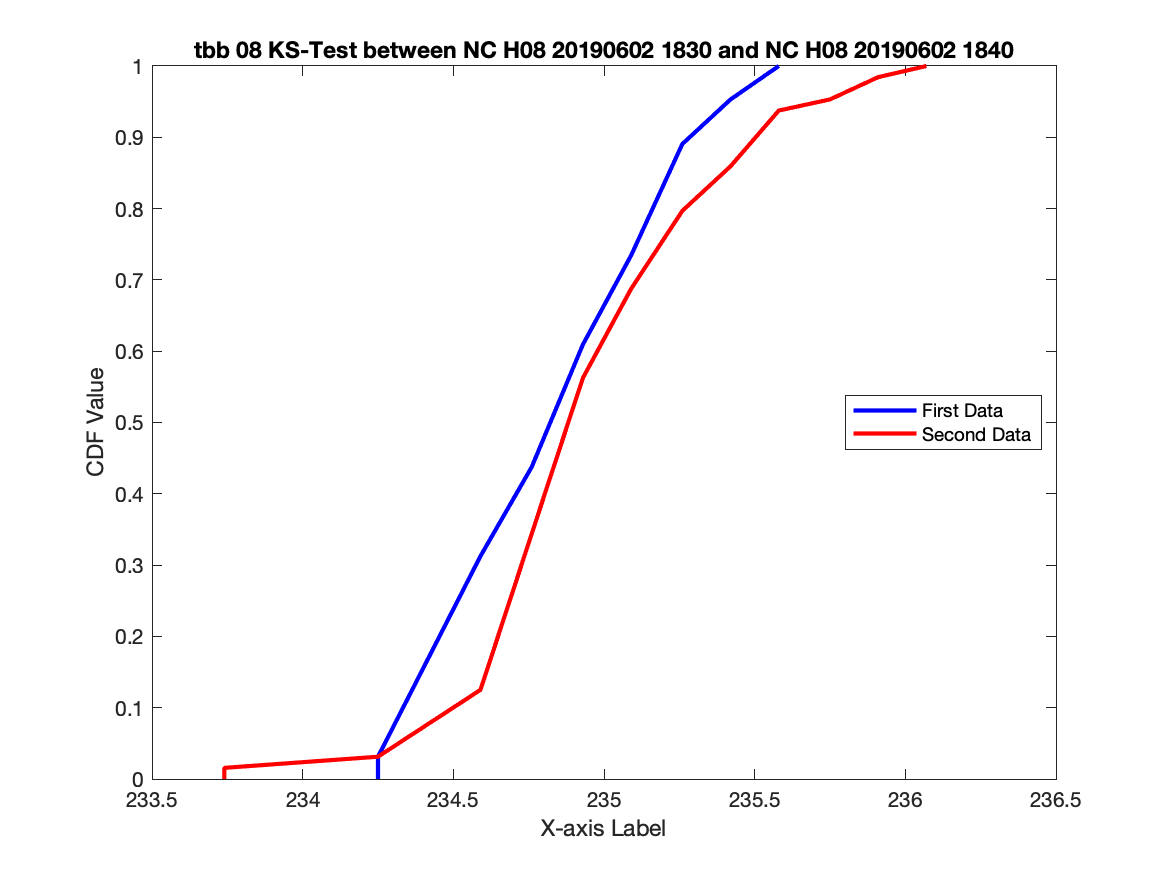 tbb 08 KS-Test between NC H08 20190602 1830 and NC H08 20190602 1840
1
0.9
0.8
0.7
0.6
0.5
0.4
0.3
0.2
0.1
0
CDF Value
First Data
Second Data
233.5 234 234.5 235 235.5 236 236.5
X-axis Label